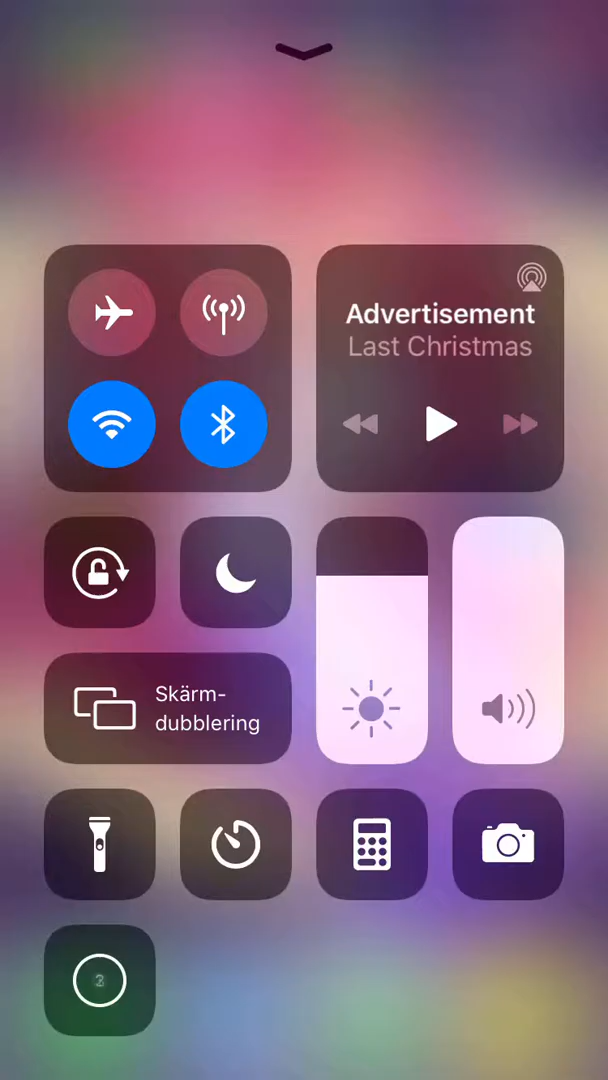 Advertisement
Last Christmas
Skärm-
dubblering